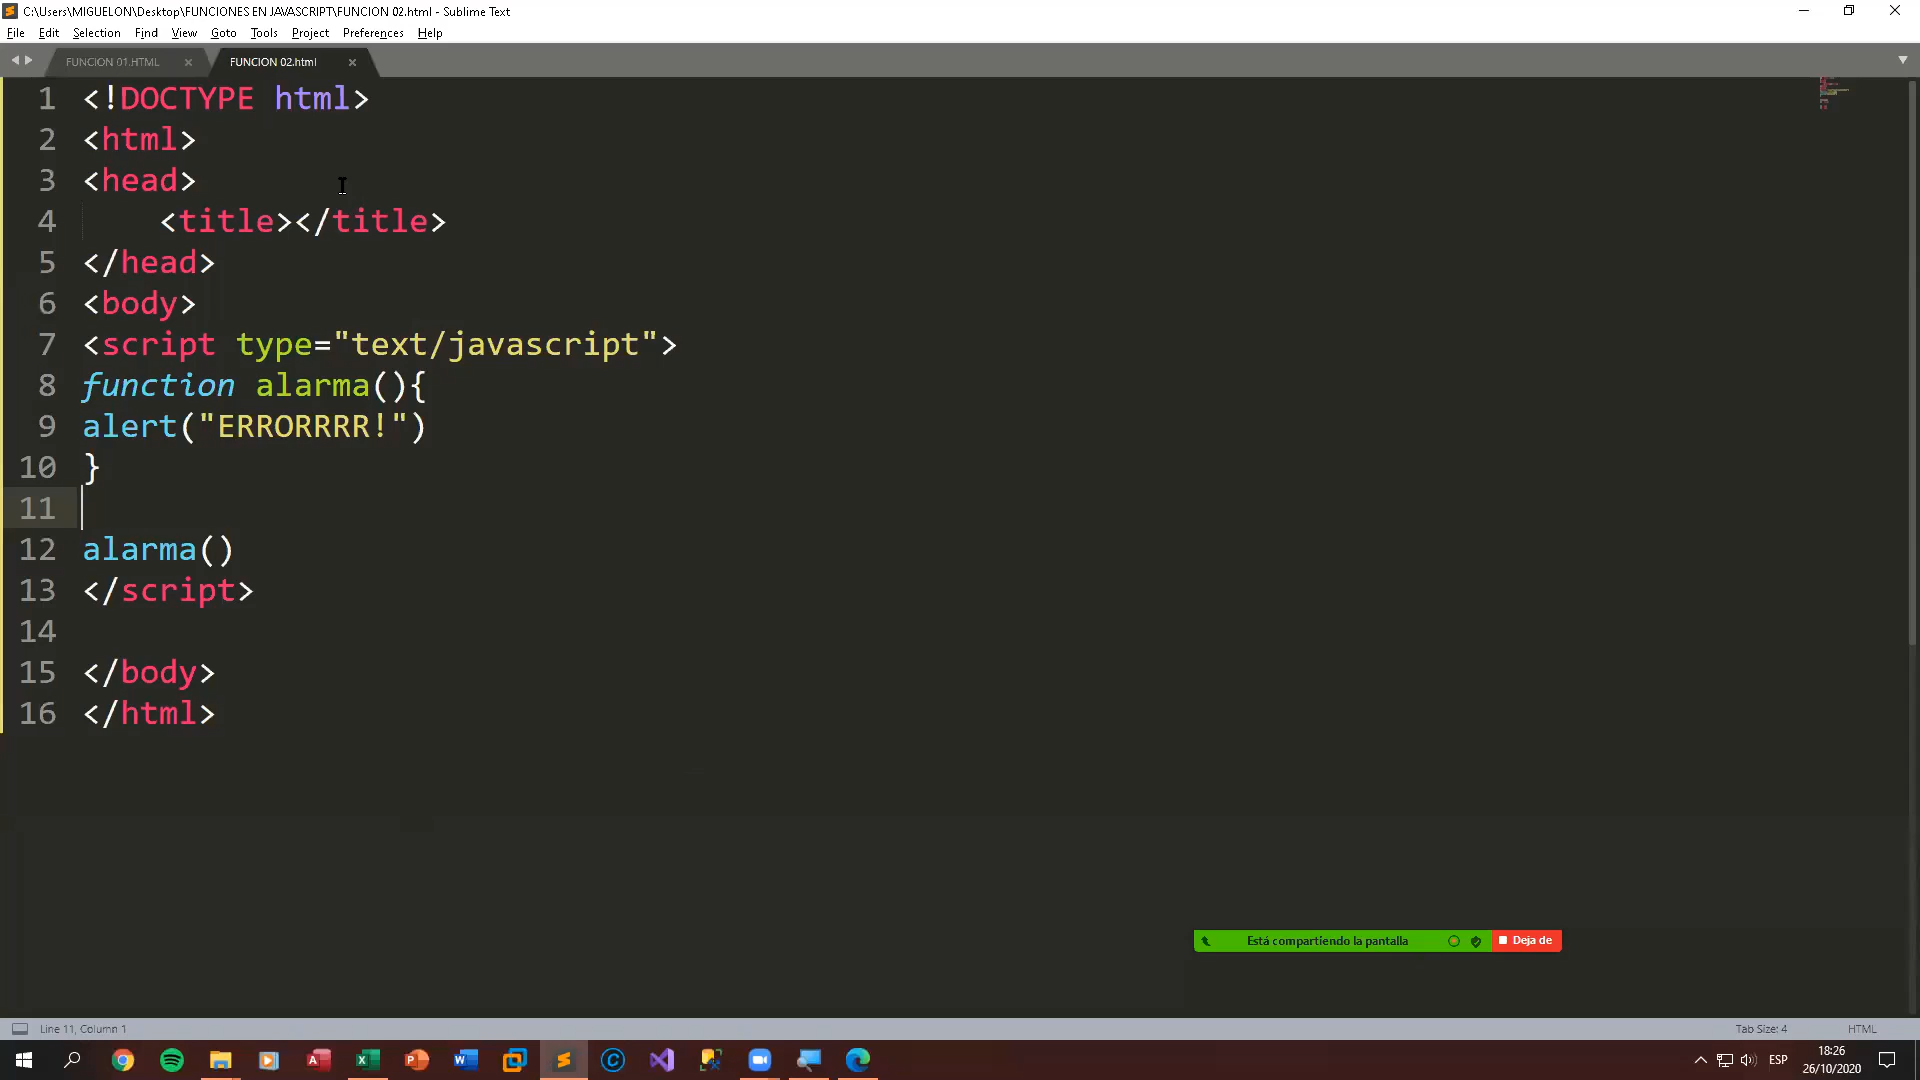 C:\Users\MIGUELON\Desktop\FUNCIONES EN JAVASCRIPT\FUNCION 02.html - Sublime Text
File Edit Selection Find View Goto Tools Project Preferences Help
FUNCION 01.HTML FUNCION 02.html
1 <!DOCTYPE html>
2 <html>
3 <head>
4 <title></title>
5 </head>
6 <body>
7 <script type="text/javascript">
8 function alarma(){
9 alert("ERRORRRR!")
10 }
11
12 alarma()
13 </script>
14
15 </body>
16 </html>
Está compartiendo la pantalla Deja de
Line 11, Column 1 Tab Size: 4 HTML
ESP 18:26
26/10/2020